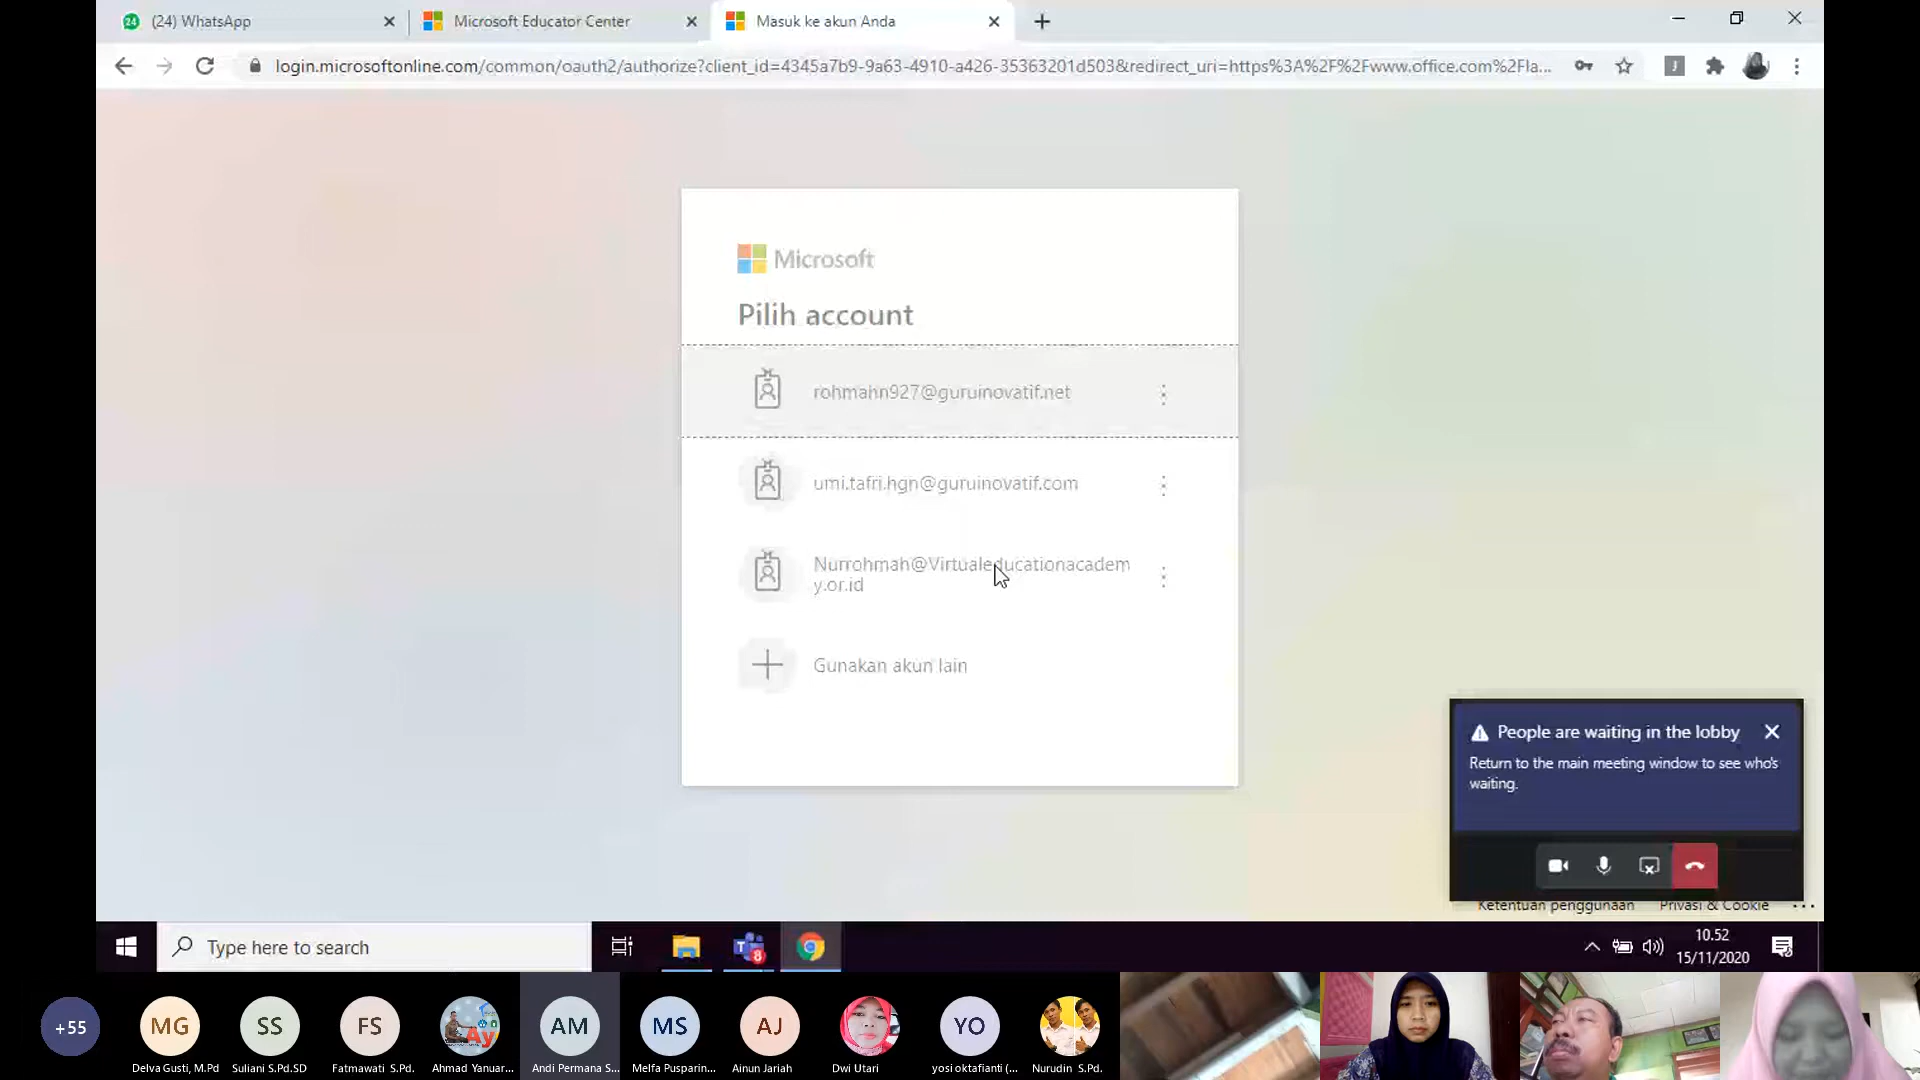 (24) WhatsApp
Microsoft Educator Center
Masuk ke akun Anda
login.microsoftonline.com/common/oauth2/authorize?client_id=4345a7b9-9a63-4910-a426-35363201d503&redirect_uri=https%3A%2F%2Fwww.office.com%2Fla...
Microsoft
Pilih account
rohmahn927@guruinovatif.net
umi.tafri.hgn@guruinovatif.com
Nurrohmah@Virtualeducationacadem
y.or.id
Gunakan akun lain
People are waiting in the lobby
Return to the main meeting window to see who's
waiting.
Ketentuan penggunaan Privasi & Cookie ...
Type here to search
8
10.52
15/11/2020
+55
MG
SS
FS
Ay
AM
MS
AJ
YO
Delva Gusti, M.Pd
Suliani S.Pd.SD
Fatmawati S.Pd.
Ahmad Yanuar...
Andi Permana S...
Melfa Pusparin...
Ainun Jariah
Dwi Utari
yosi oktafianti (...
Nurudin S.Pd.